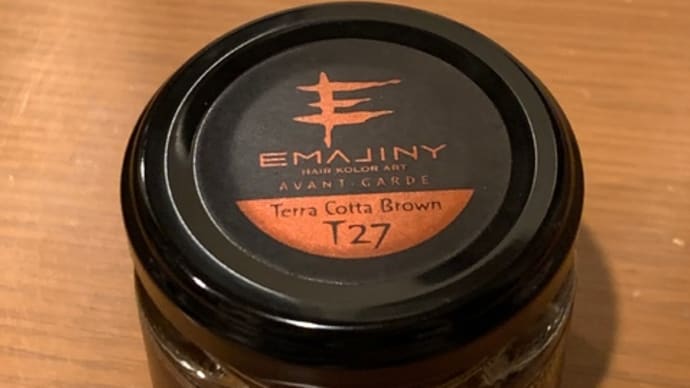 EMAJINY
HAIR KOLOR ART
AVANT-GARDE
Terra Cotta Brown
T27